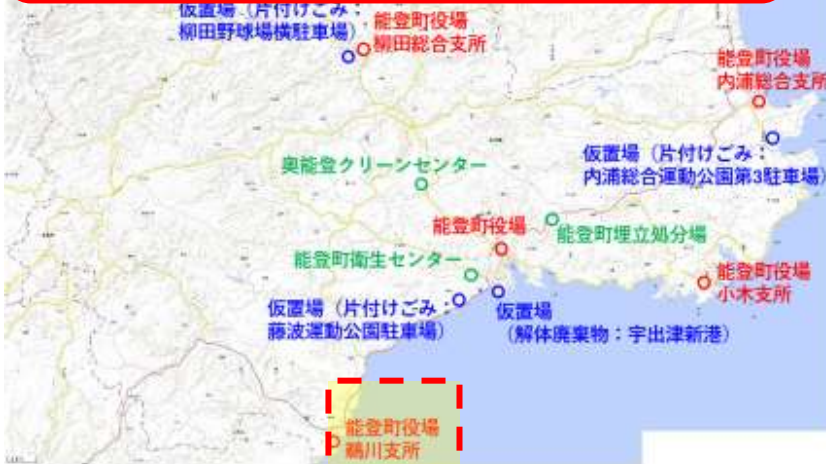 仮置場（片付けごみ：
柳田野球場横駐車場）
能登町役場
柳田総合支所
能登町役場
内浦総合支所
仮置場（片付けごみ：
内浦総合運動公園第3駐車場）
奥能登クリーンセンター
能登町役場
能登町埋立処分場
能登町衛生センター
能登町役場
小木支所
仮置場（片付けごみ：
藤波運動公園駐車場）
仮置場
（解体廃棄物：宇出津新港）
能登町役場
鵜川支所